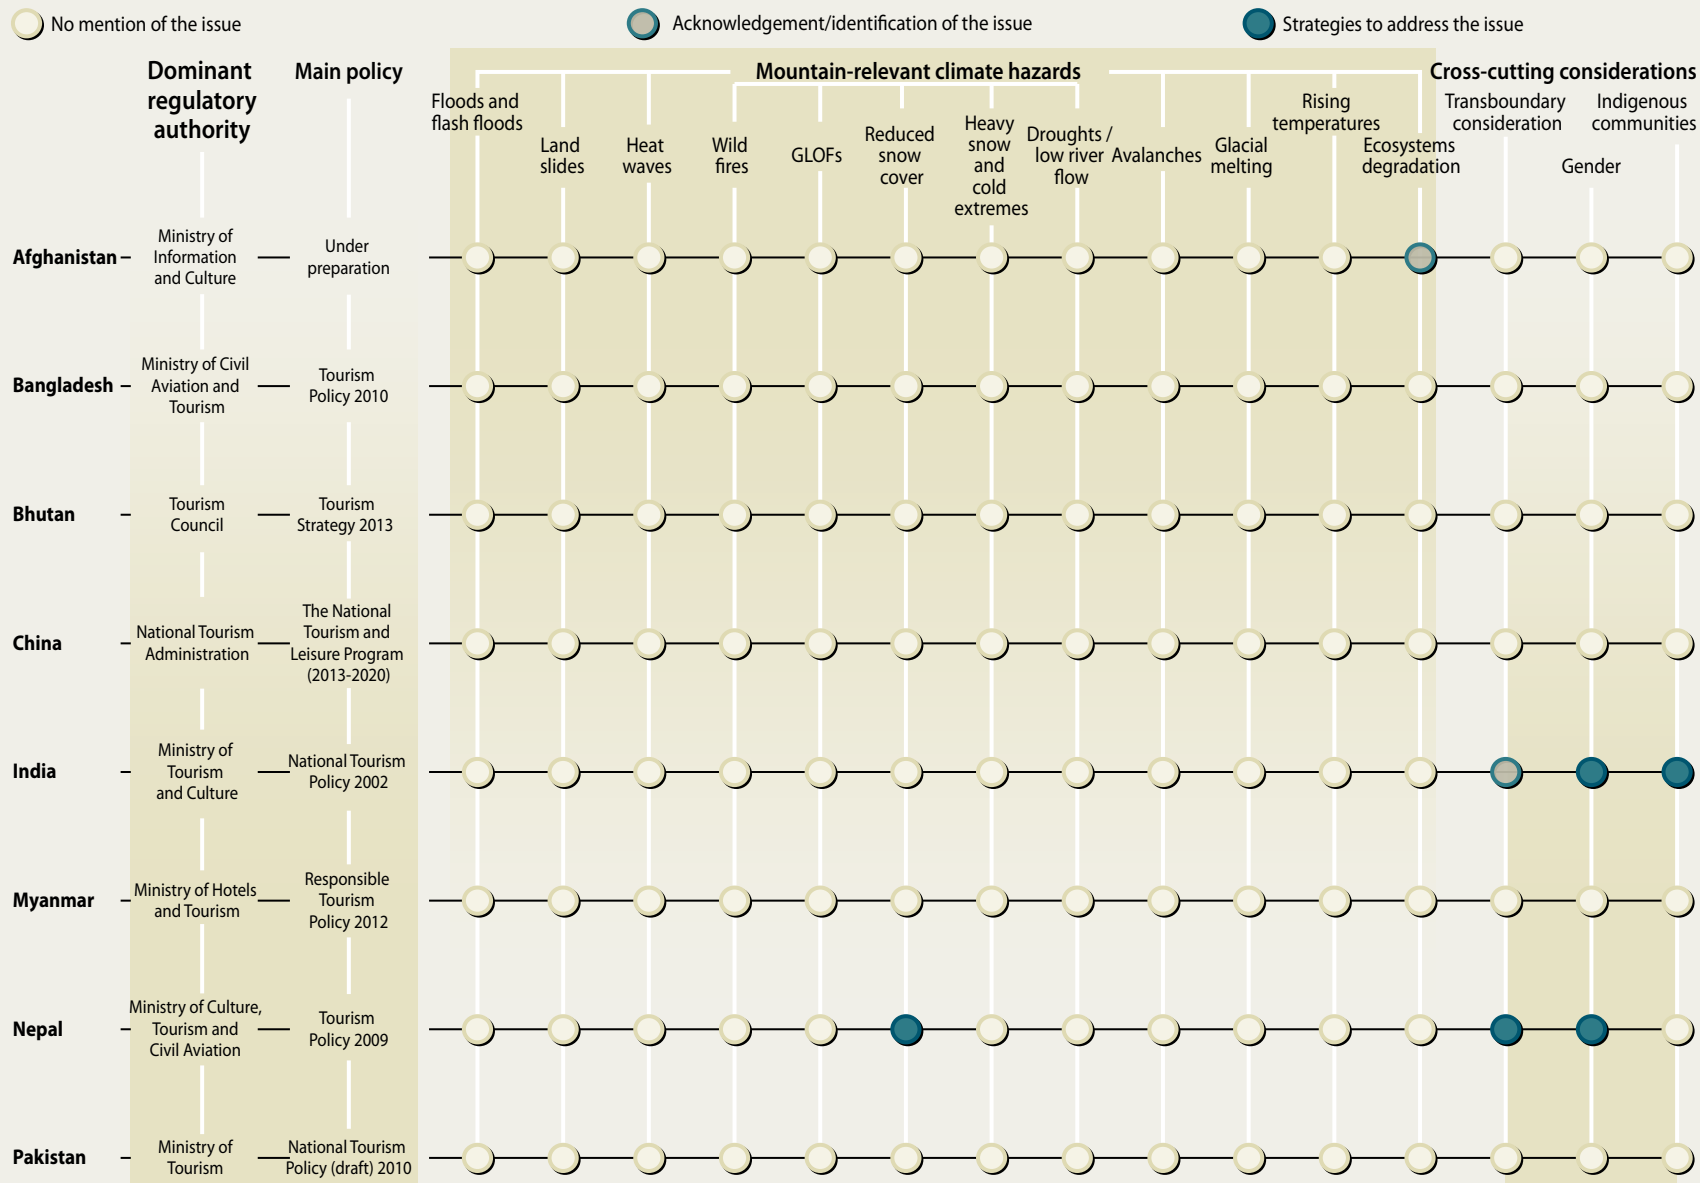 No mention of the issue
Acknowledgement/identification of the issue
Strategies to address the issue
Dominant
regulatory
authority
Main policy
Mountain-relevant climate hazards
Cross-cutting considerations
Floods and
flash floods
Land
slides
Heat
waves
Wild
fires
GLOFs
Reduced
snow
cover
Heavy
snow
and
cold
extremes
Droughts /
low river
flow
Avalanches
Glacial
melting
Rising
temperatures
Ecosystems
degradation
Transboundary
consideration
Gender
Indigenous
communities
Afghanistan
Ministry of
Information
and Culture
Under
preparation
Bangladesh
Ministry of Civil
Aviation and
Tourism
Tourism
Policy 2010
Bhutan
Tourism
Council
Tourism
Strategy 2013
China
National Tourism
Administration
The National
Tourism and
Leisure Program
(2013-2020)
India
Ministry of
Tourism
and Culture
National Tourism
Policy 2002
Myanmar
Ministry of Hotels
and Tourism
Responsible
Tourism
Policy 2012
Nepal
Ministry of Culture,
Tourism and
Civil Aviation
Tourism
Policy 2009
Pakistan
Ministry of
Tourism
National Tourism
Policy (draft) 2010